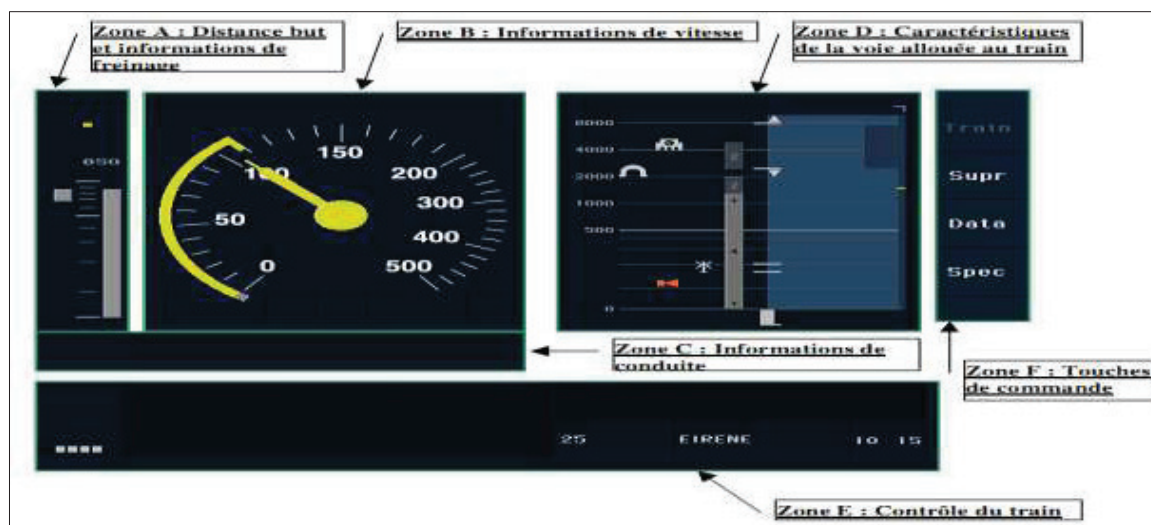 Zone A : Distance but
et informations de
freinage
Zone B : Informations de vitesse
Zone D : Caractéristiques
de la voie allouée au train
050
0
50
100
150
200
300
400
500
8000
4000
2000
1000
500
0
Train
Supr
Data
Spec
Zone C : Informations de
conduite
Zone F : Touches
de commande
25 EIRENE 10 15
Zone E : Contrôle du train